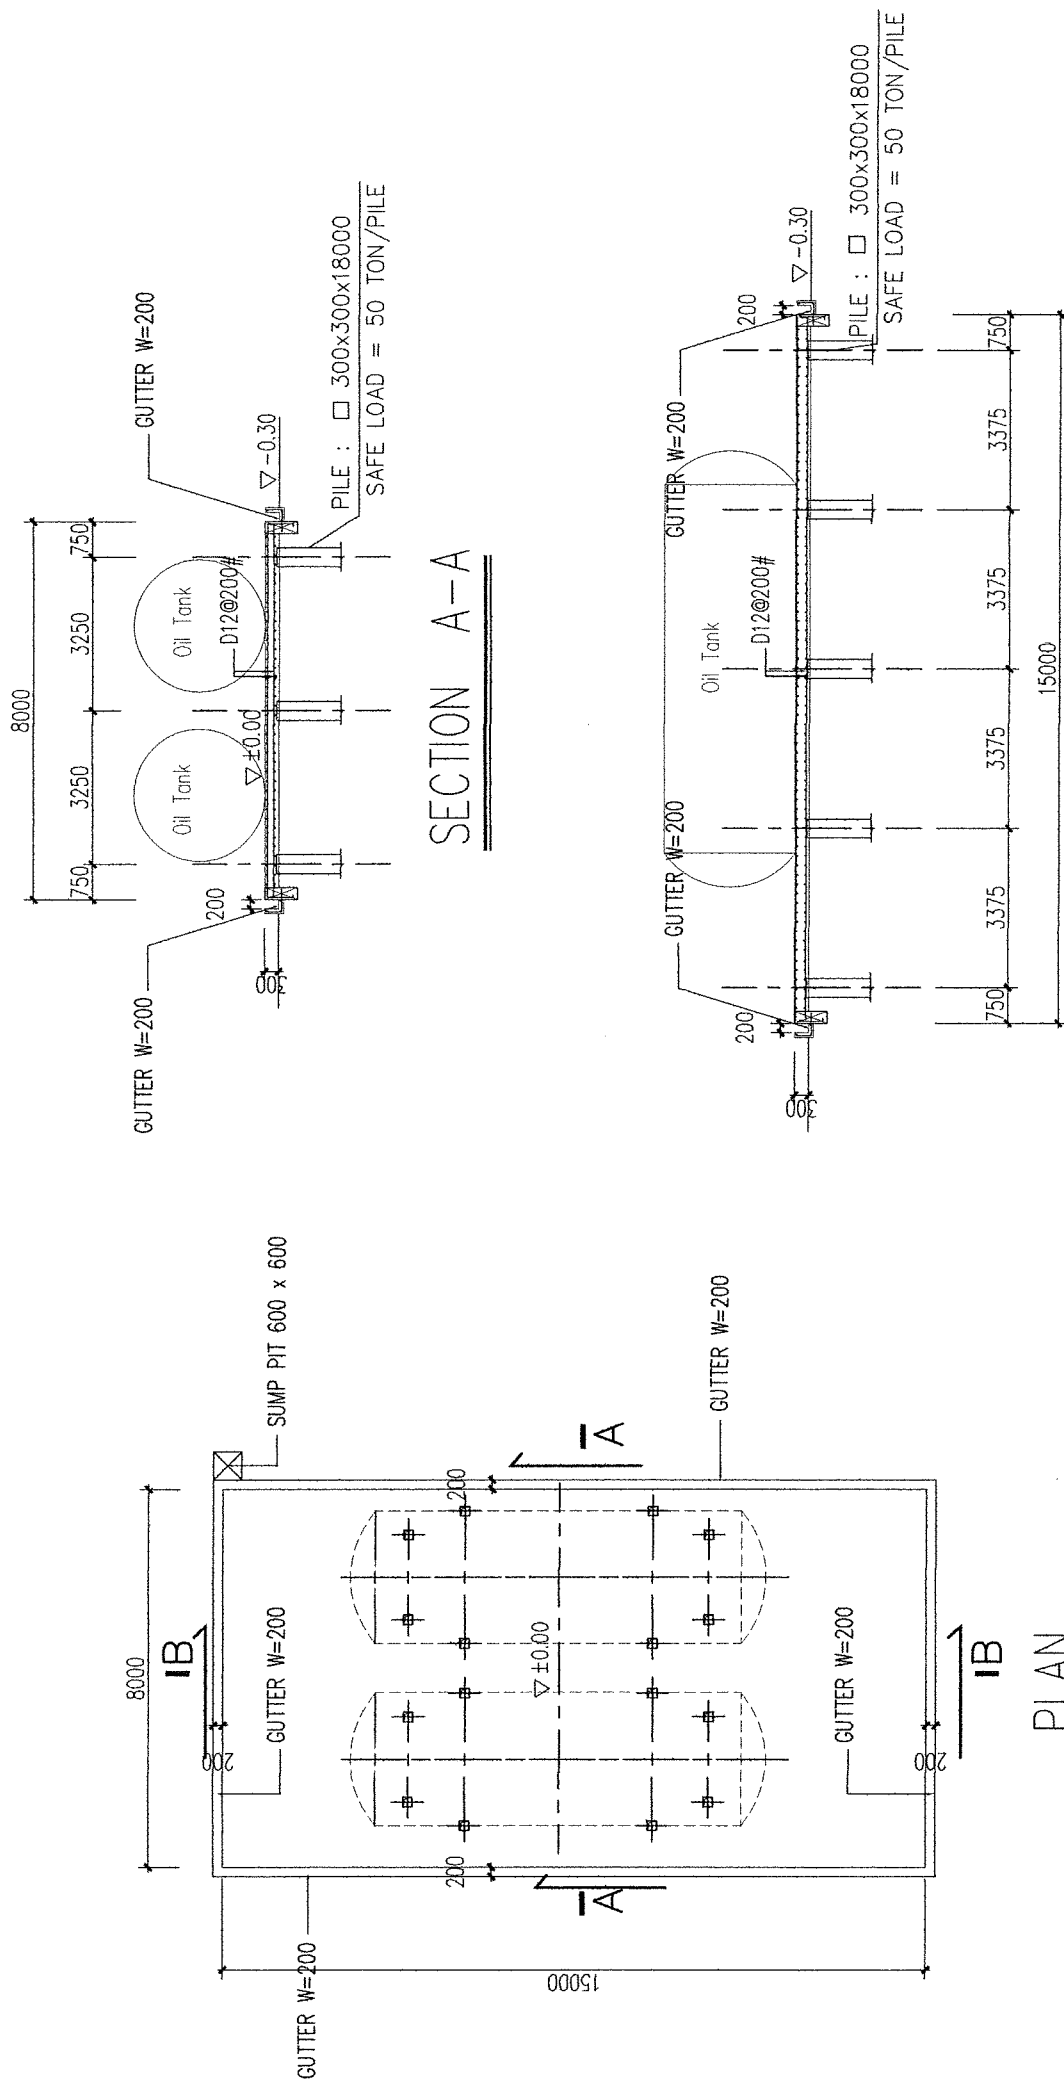 8000
750
3250
3250
750
GUTTER W=200
GUTTER W=200
200
300
Oil Tank
Oil Tank
▽±0.00
D12@200#
▽-0.30
PILE : □ 300x300x18000
SAFE LOAD = 50 TON/PILE
SECTION A-A
GUTTER W=200
GUTTER W=200
200
200
300
Oil Tank
D12@200#
▽-0.30
PILE : □ 300x300x18000
SAFE LOAD = 50 TON/PILE
750
3375
3375
3375
3375
750
15000
8000
SUMP PIT 600 x 600
B
B
GUTTER W=200
200
200
200
A
A
▽±0.00
15000
GUTTER W=200
GUTTER W=200
GUTTER W=200
200
PLAN